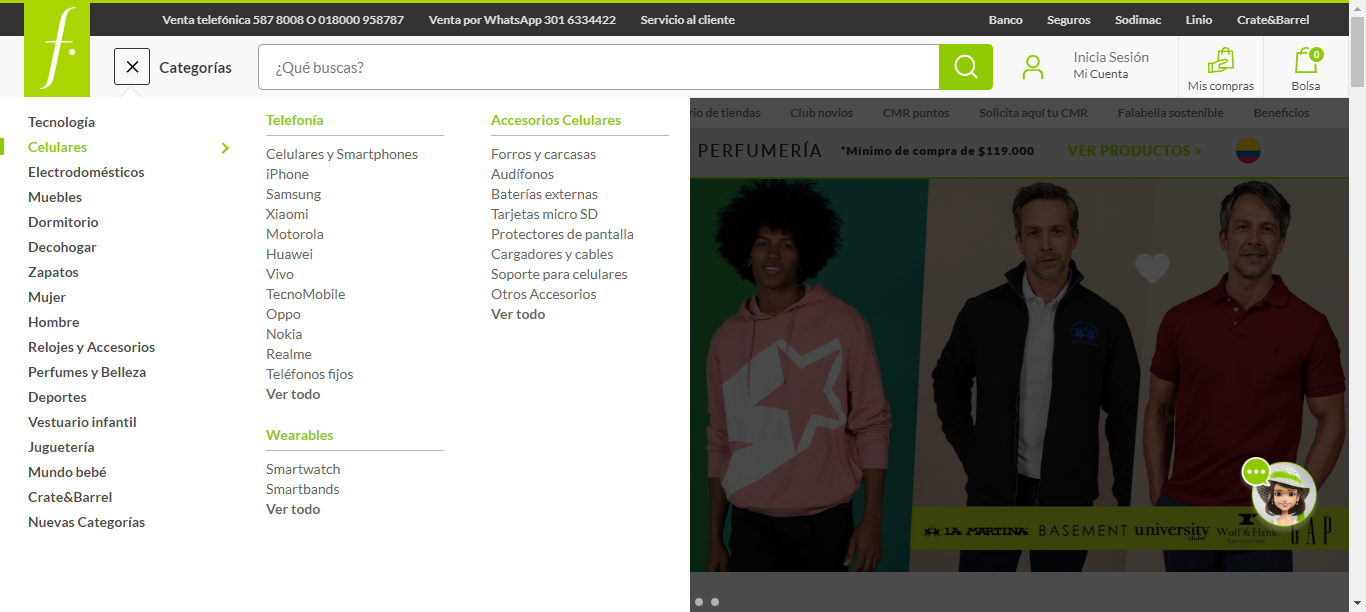 Venta telefónica 587 8008 O 018000 958787
Venta por WhatsApp 301 6334422
Servicio al cliente
Banco
Seguros
Sodimac
Linio
Crate&Barrel
f.
Categorías
¿Qué buscas?
Inicia Sesión
Mi Cuenta
Mis compras
0
Bolsa
Tecnología
Celulares
Electrodomésticos
Muebles
Dormitorio
Decohogar
Zapatos
Mujer
Hombre
Relojes y Accesorios
Perfumes y Belleza
Deportes
Vestuario infantil
Juguetería
Mundo bebé
Crate&Barrel
Nuevas Categorías
Telefonía
Celulares y Smartphones
iPhone
Samsung
Xiaomi
Motorola
Huawei
Vivo
TecnoMobile
Oppo
Nokia
Realme
Teléfonos fijos
Ver todo
Wearables
Smartwatch
Smartbands
Ver todo
Accesorios Celulares
Forros y carcasas
Audífonos
Baterías externas
Tarjetas micro SD
Protectores de pantalla
Cargadores y cables
Soporte para celulares
Otros Accesorios
Ver todo
rio de tiendas
Club novios
CMR puntos
Solicita aquí tu CMR
Falabella sostenible
Beneficios
PERFUMERÍA
*Mínimo de compra de $119.000
VER PRODUCTOS >
LA MARTINA
BASEMENT
university
club
Wolf & Hank
GAP